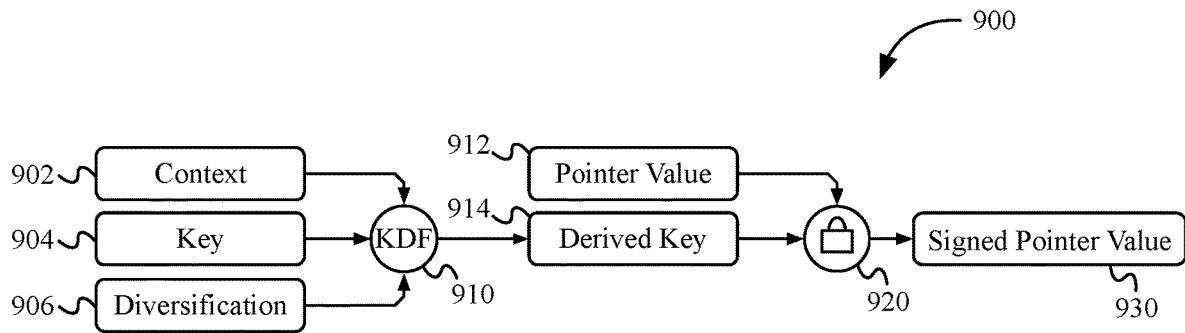 900
902 Context
912 Pointer Value
904 Key
KDF
910
914 Derived Key
920
Signed Pointer Value
930
906 Diversification